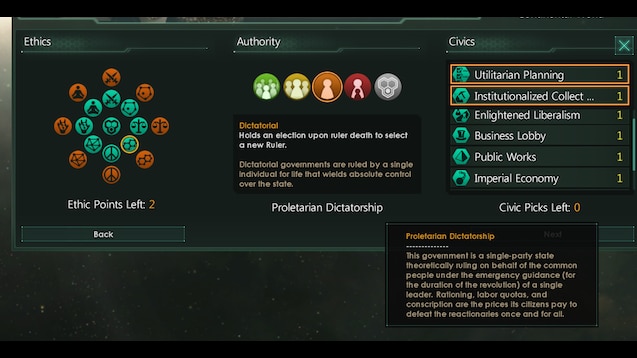 Ethics
Authority
Civics
Utilitarian Planning 1
Institutionalized Collect ... 1
Enlightened Liberalism 1
Business Lobby 1
Public Works 1
Imperial Economy 1
Dictatorial
Holds an election upon ruler death to select
a new Ruler.
Dictatorial governments are ruled by a single
individual for life that wields absolute control
over the state.
Ethic Points Left: 2
Proletarian Dictatorship
Civic Picks Left: 0
Back
Next
Proletarian Dictatorship
--------------
This government is a single-party state
theoretically ruling on behalf of the common
people under the emergency guidance (for
the duration of the revolution) of a single
leader. Rationing, labor quotas, and
conscription are the prices its citizens pay to
defeat the reactionaries once and for all.